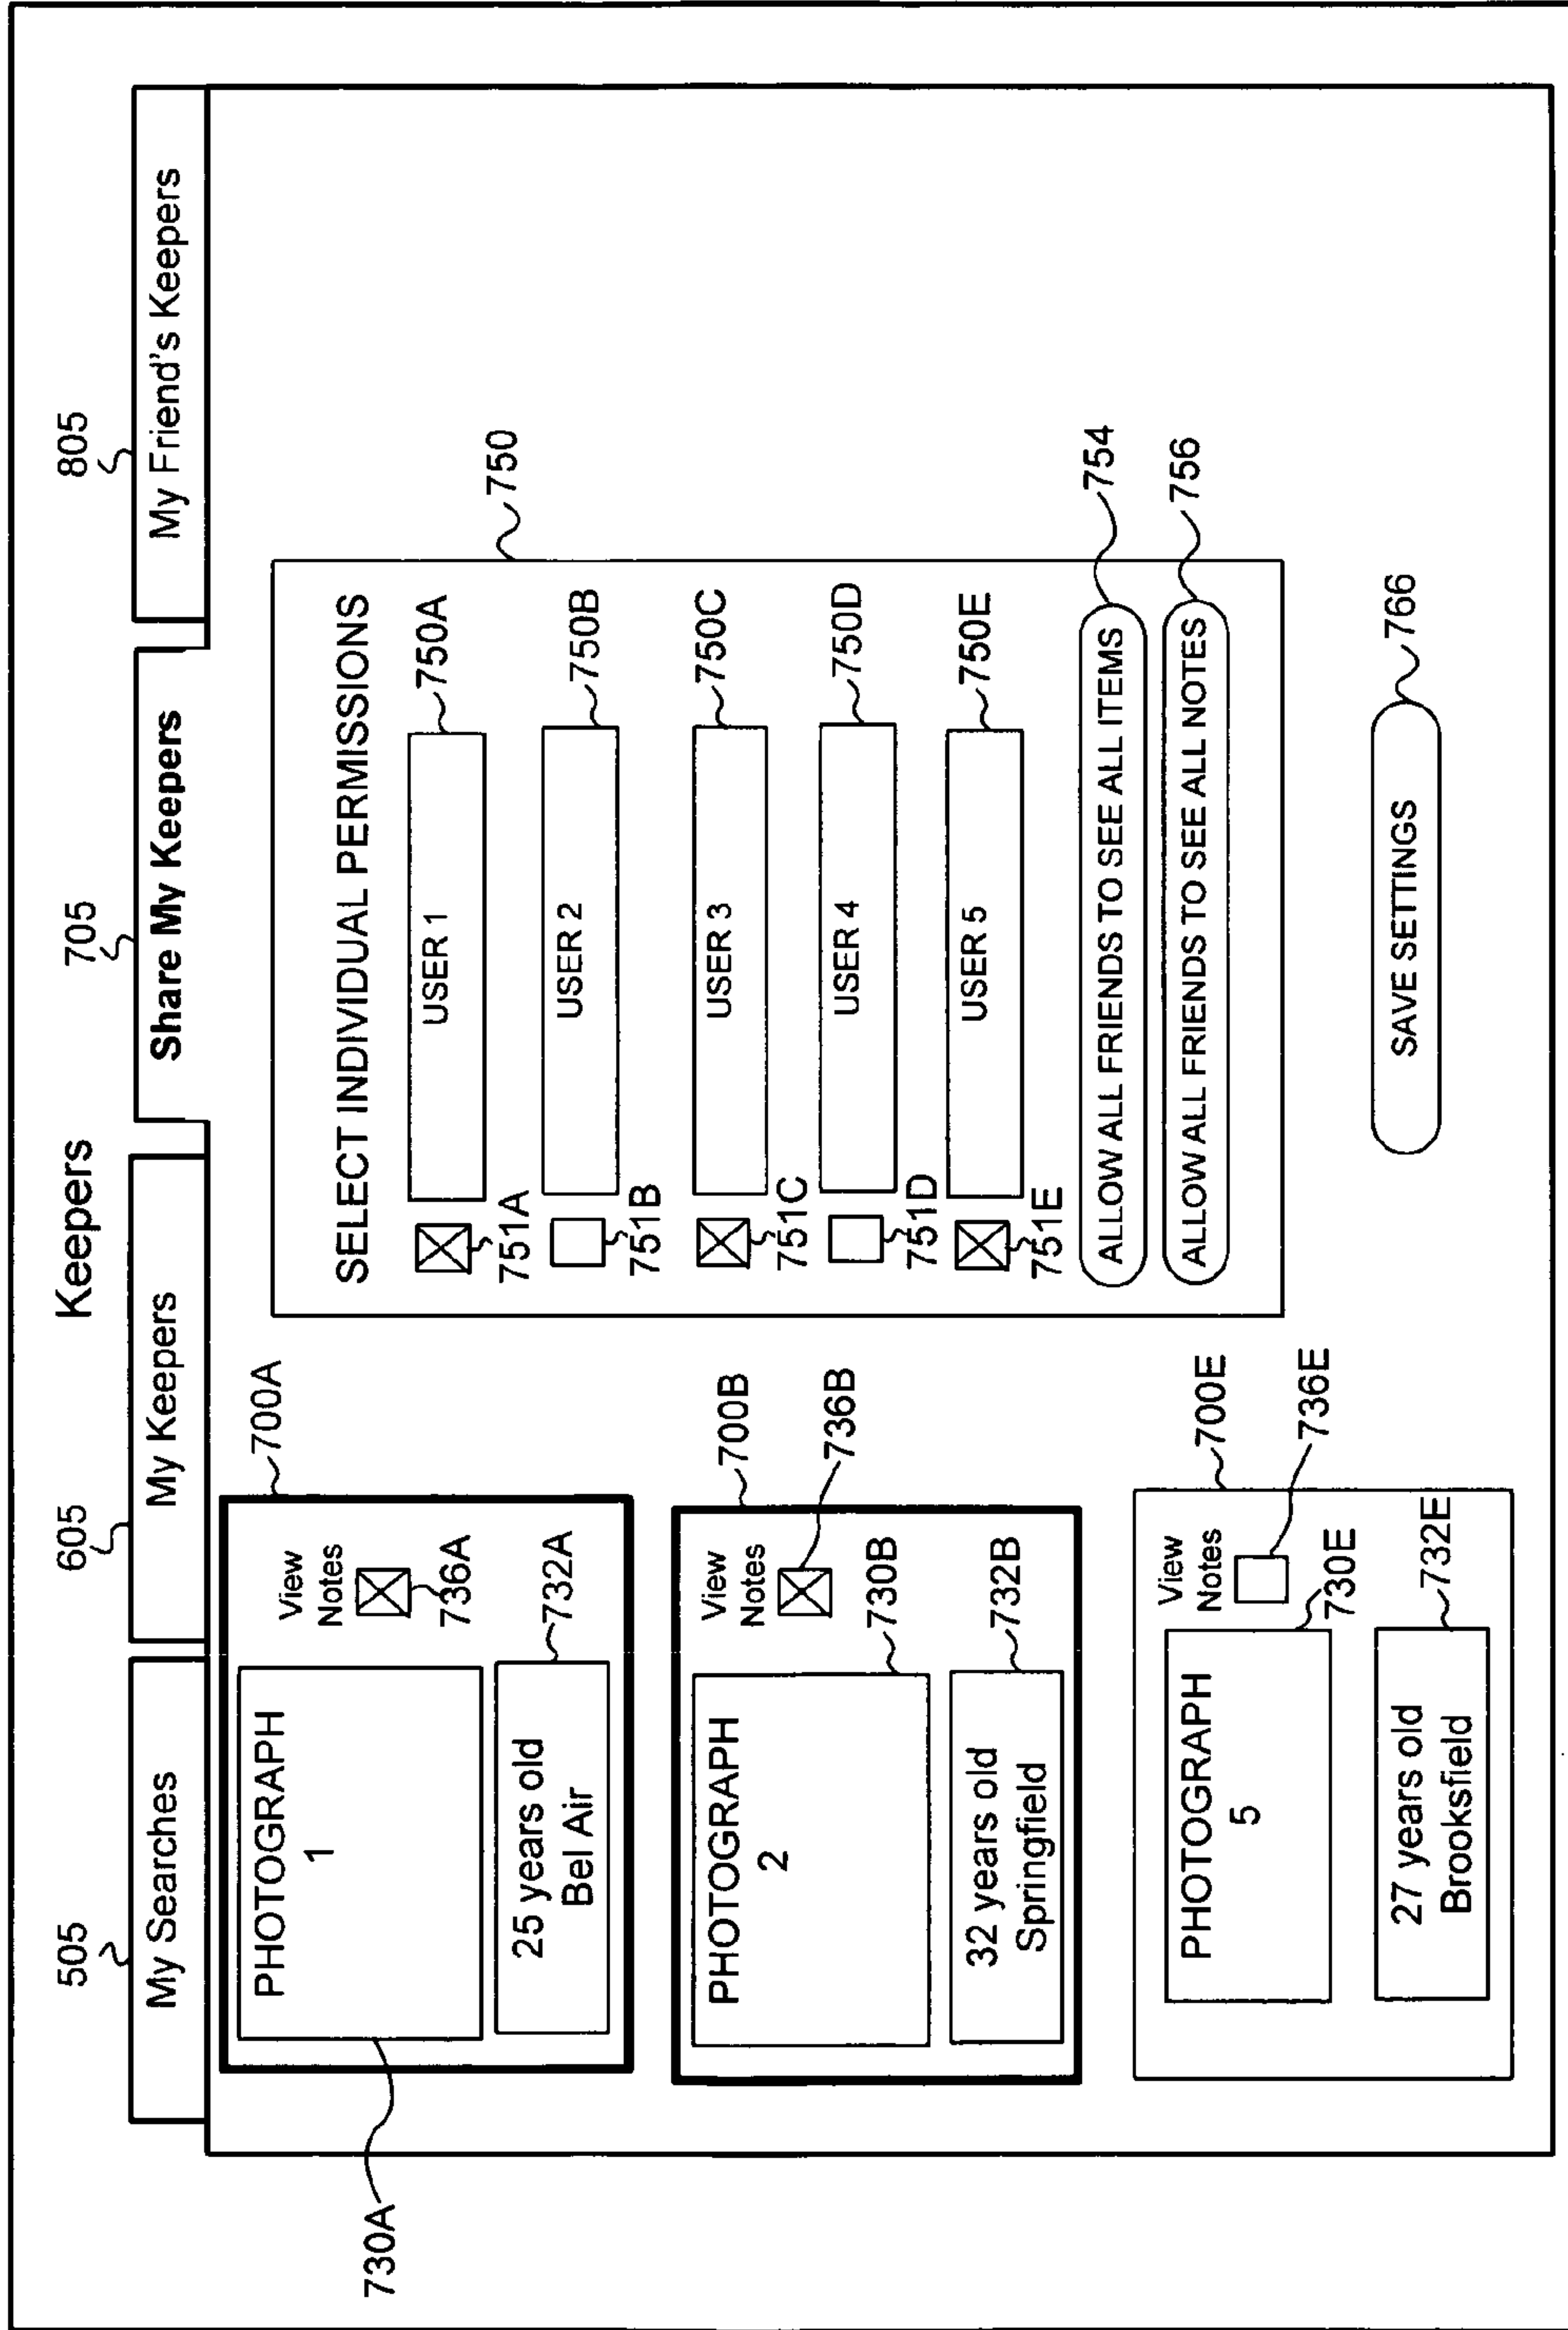 Keepers
505
605
705
805
My Searches
My Keepers
Share My Keepers
My Friend's Keepers
700A
PHOTOGRAPH
1
730A
View
Notes
736A
25 years old
Bel Air
732A
700B
PHOTOGRAPH
2
View
Notes
736B
730B
32 years old
Springfield
732B
700E
PHOTOGRAPH
5
View
Notes
736E
730E
27 years old
Brooksfield
732E
750
SELECT INDIVIDUAL PERMISSIONS
751A
USER 1
750A
751B
USER 2
750B
751C
USER 3
750C
751D
USER 4
750D
751E
USER 5
750E
ALLOW ALL FRIENDS TO SEE ALL ITEMS
754
ALLOW ALL FRIENDS TO SEE ALL NOTES
756
SAVE SETTINGS
766